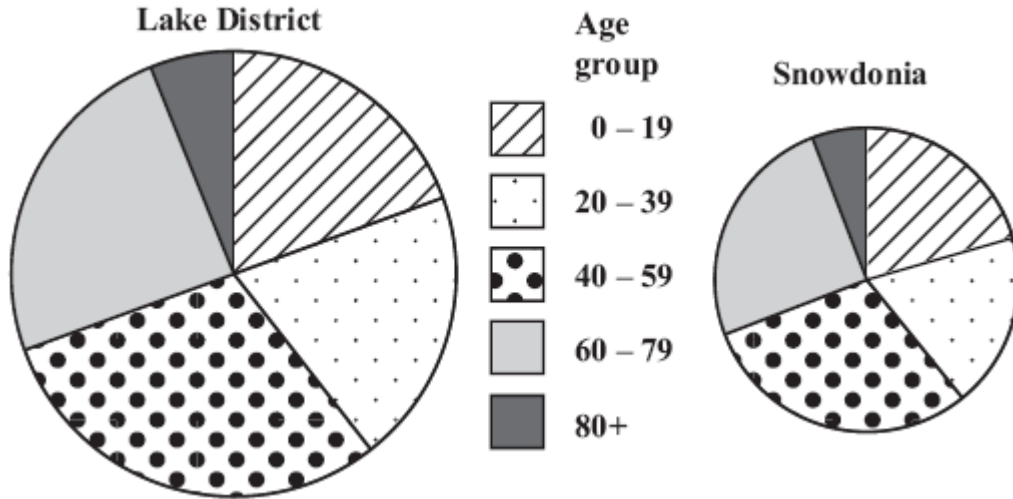 Lake District
Age
group
0 – 19
20 – 39
40 – 59
60 – 79
80+
Snowdonia